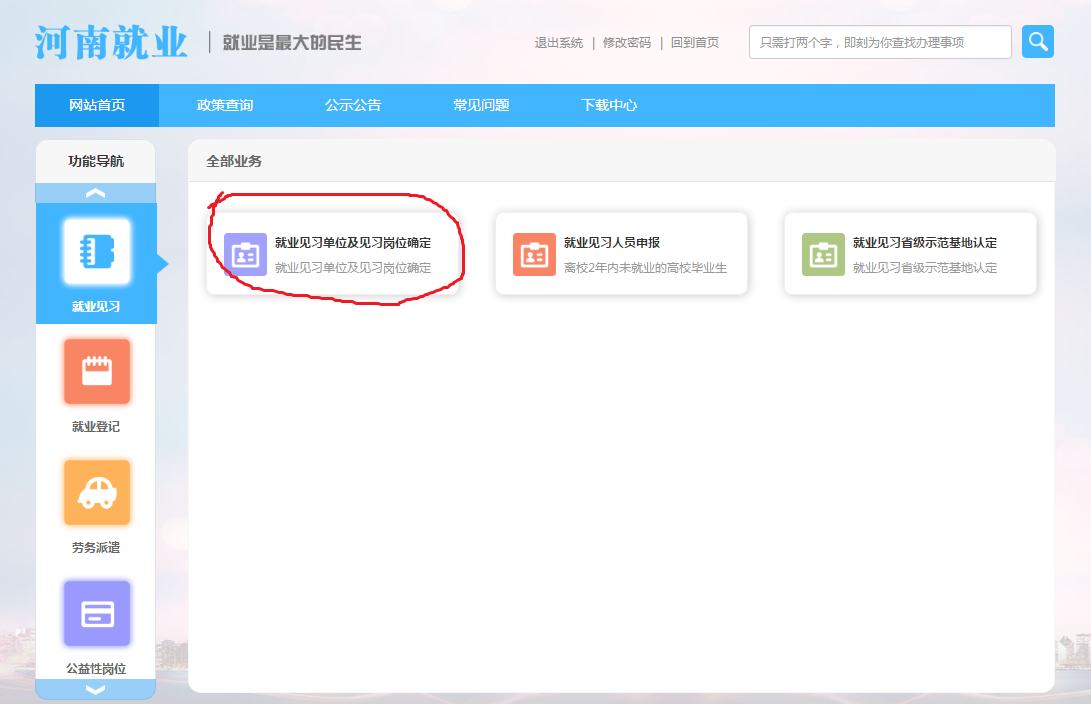 河南就业
就业是最大的民生
退出系统 | 修改密码 | 回到首页
只需打两个字，即刻为你查找办理事项
网站首页 政策查询 公示公告 常见问题 下载中心
功能导航
就业见习
就业登记
劳务派遣
公益性岗位
全部业务
就业见习单位及见习岗位确定
就业见习单位及见习岗位确定
就业见习人员申报
离校2年内未就业的高校毕业生
就业见习省级示范基地认定
就业见习省级示范基地认定